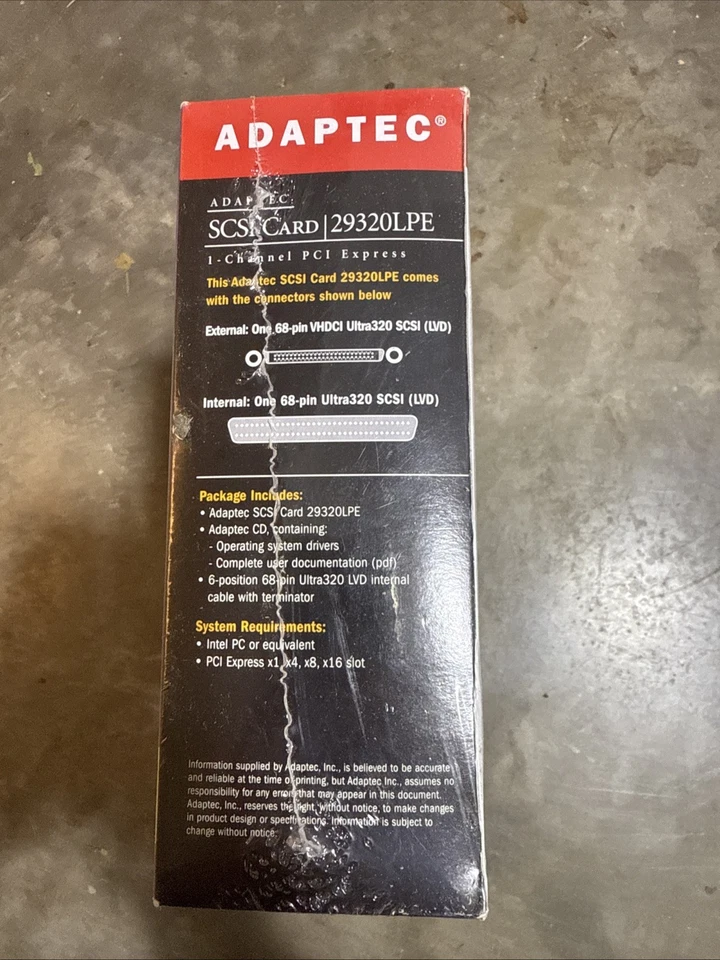 ADAPTEC®
ADAPTEC
SCSI CARD | 29320LPE
1-Channel PCI Express
This Adaptec SCSI Card 29320LPE comes
with the connectors shown below
External: One 68-pin VHDCI Ultra320 SCSI (LVD)
Internal: One 68-pin Ultra320 SCSI (LVD)
Package Includes:
• Adaptec SCSI Card 29320LPE
• Adaptec CD, containing:
- Operating system drivers
- Complete user documentation (pdf)
• 6-position 68-pin Ultra320 LVD internal
cable with terminator
System Requirements:
• Intel PC or equivalent
• PCI Express x1, x4, x8, x16 slot
Information supplied by Adaptec, Inc., is believed to be accurate
and reliable at the time of printing, but Adaptec Inc., assumes no
responsibility for any errors that may appear in this document.
Adaptec, Inc., reserves the right, without notice, to make changes
in product design or specifications. Information is subject to
change without notice.